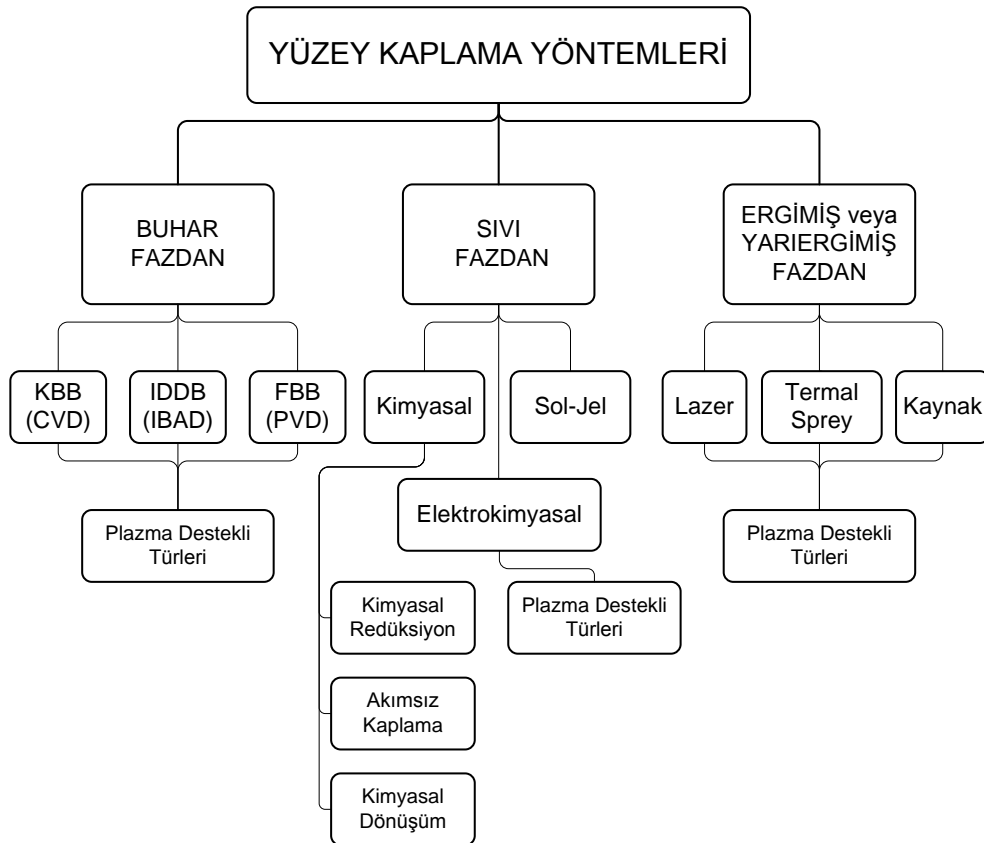 YÜZEY KAPLAMA YÖNTEMLERİ
BUHAR
FAZDAN
SIVI
FAZDAN
ERGİMİŞ veya
YARIERGİMİŞ
FAZDAN
KBB
(CVD)
IDDB
(IBAD)
FBB
(PVD)
Kimyasal
Sol-Jel
Lazer
Termal
Sprey
Kaynak
Plazma Destekli
Türleri
Elektrokimyasal
Plazma Destekli
Türleri
Kimyasal
Redüksiyon
Plazma Destekli
Türleri
Akımsız
Kaplama
Kimyasal
Dönüşüm